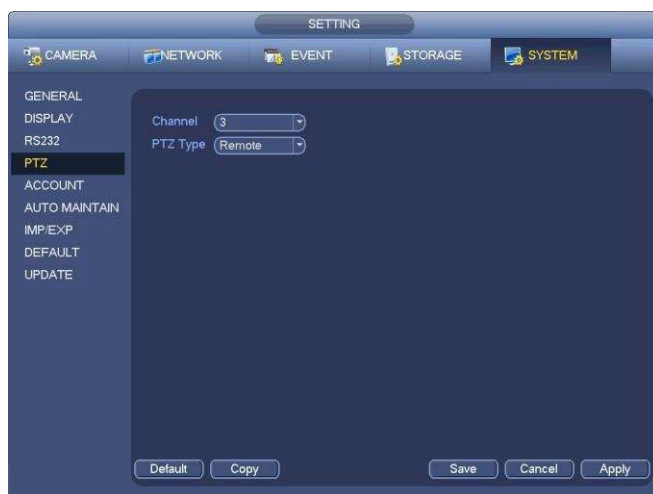 SETTING
CAMERA NETWORK EVENT STORAGE SYSTEM
GENERAL
DISPLAY
RS232
PTZ
ACCOUNT
AUTO MAINTAIN
IMP/EXP
DEFAULT
UPDATE
Channel 3
PTZ Type Remote
Default Copy Save Cancel Apply